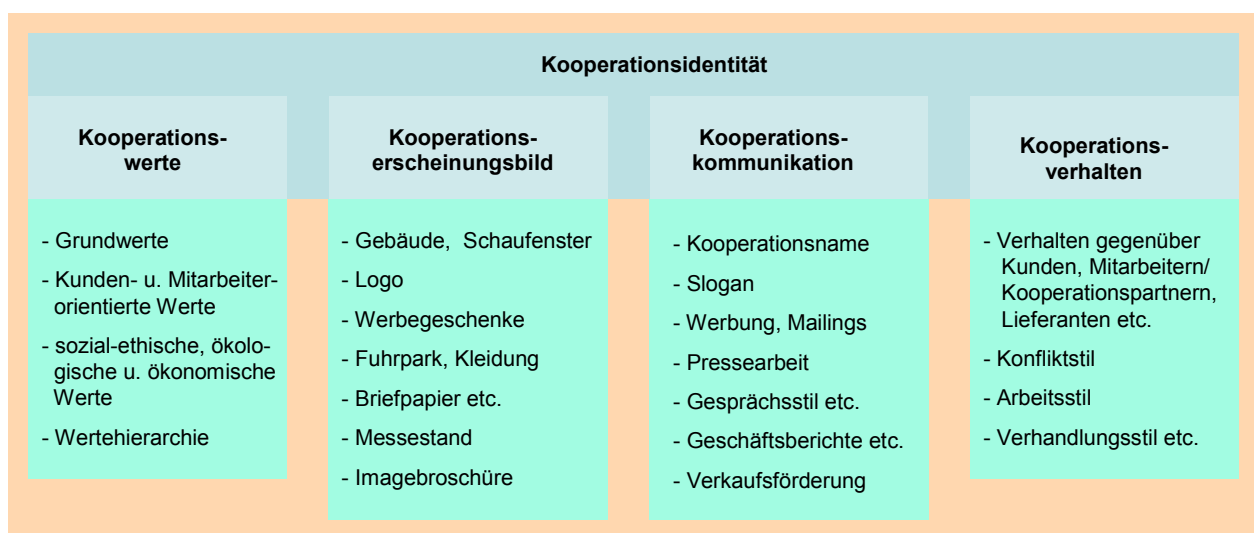 Kooperationsidentität
Kooperations-
werte
- Grundwerte
- Kunden- u. Mitarbeiter-
orientierte Werte
- sozial-ethische, ökolo-
gische u. ökonomische
Werte
- Wertehierarchie
Kooperations-
erscheinungsbild
- Gebäude, Schaufenster
- Logo
- Werbegeschenke
- Fuhrpark, Kleidung
- Briefpapier etc.
- Messestand
- Imagebroschüre
Kooperations-
kommunikation
- Kooperationsname
- Slogan
- Werbung, Mailings
- Pressearbeit
- Gesprächsstil etc.
- Geschäftsberichte etc.
- Verkaufsförderung
Kooperations-
verhalten
- Verhalten gegenüber
Kunden, Mitarbeitern/
Kooperationspartnern,
Lieferanten etc.
- Konfliktstil
- Arbeitsstil
- Verhandlungsstil etc.